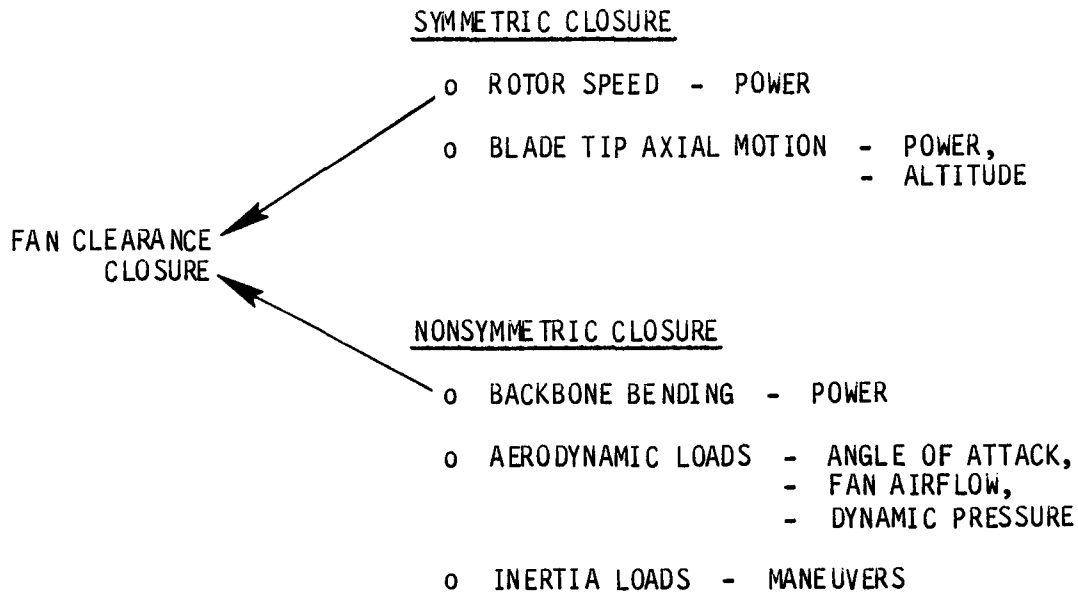 SYMMETRIC CLOSURE
o ROTOR SPEED - POWER
o BLADE TIP AXIAL MOTION - POWER,
- ALTITUDE
FAN CLEARANCE
CLOSURE
NONSYMMETRIC CLOSURE
o BACKBONE BENDING - POWER
o AERODYNAMIC LOADS - ANGLE OF ATTACK,
- FAN AIRFLOW,
- DYNAMIC PRESSURE
o INERTIA LOADS - MANEUVERS